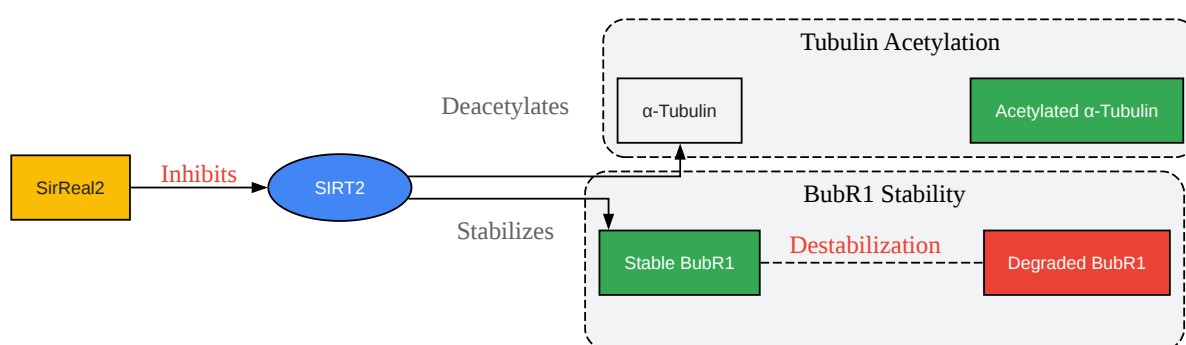 Tubulin Acetylation
Deacetylates
α-Tubulin
Acetylated α-Tubulin
SirReal2
Inhibits
SIRT2
BubR1 Stability
Stabilizes
Stable BubR1
Destabilization
Degraded BubR1